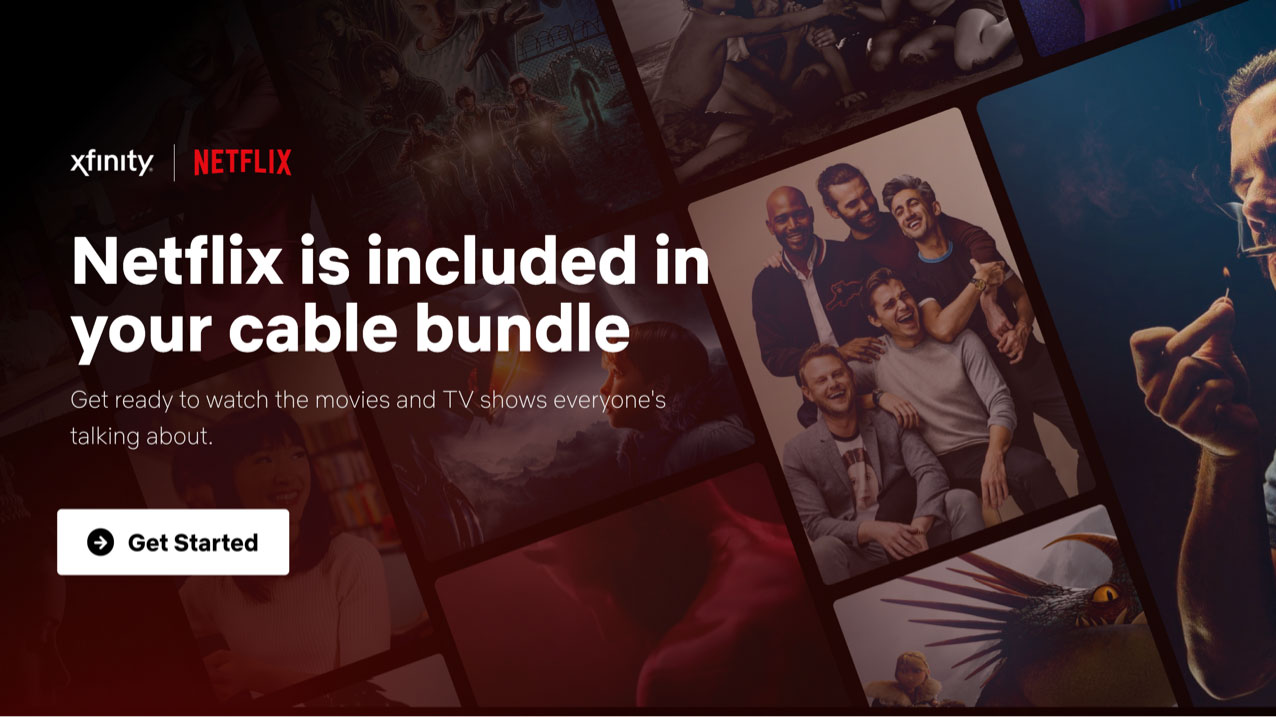 xfinity
NETFLIX
Netflix is included in
your cable bundle
Get ready to watch the movies and TV shows everyone's
talking about.
Get Started